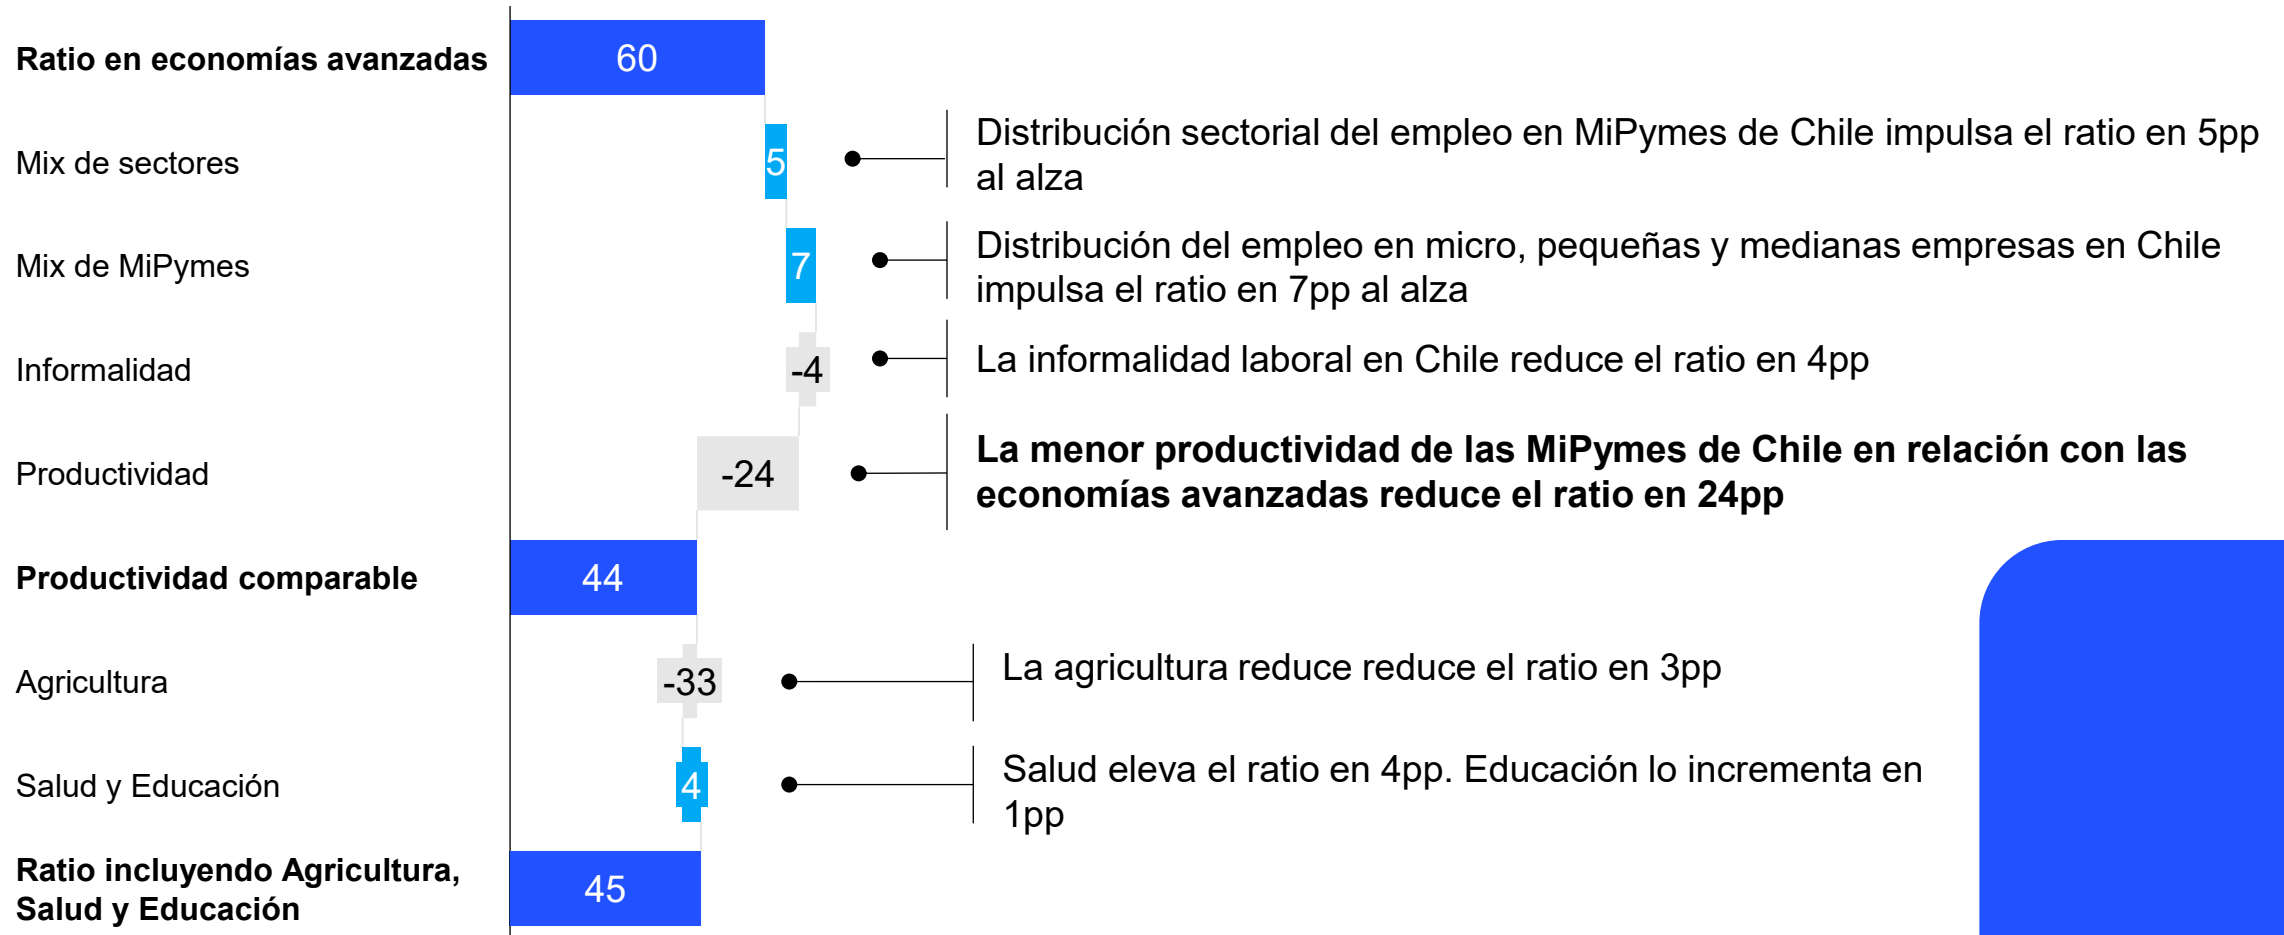 Ratio en economías avanzadas
60
Mix de sectores
5
Distribución sectorial del empleo en MiPymes de Chile impulsa el ratio en 5pp
al alza
Mix de MiPymes
7
Distribución del empleo en micro, pequeñas y medianas empresas en Chile
impulsa el ratio en 7pp al alza
Informalidad
-4
La informalidad laboral en Chile reduce el ratio en 4pp
Productividad
-24
La menor productividad de las MiPymes de Chile en relación con las
economías avanzadas reduce el ratio en 24pp
Productividad comparable
44
Agricultura
-33
La agricultura reduce reduce el ratio en 3pp
Salud y Educación
4
Salud eleva el ratio en 4pp. Educación lo incrementa en
1pp
Ratio incluyendo Agricultura,
Salud y Educación
45